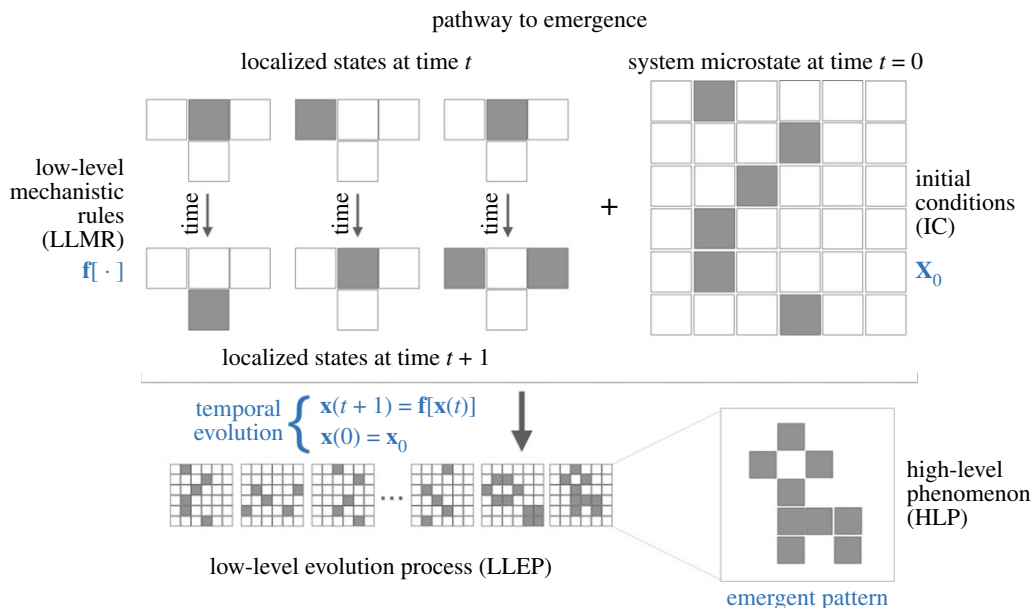 pathway to emergence
localized states at time t
system microstate at time t = 0
low-level
mechanistic
rules
(LLMR)
f[ · ]
time
time
time
+
initial
conditions
(IC)
X₀
localized states at time t + 1
temporal
evolution
x(t + 1) = f[x(t)]
x(0) = x₀
...
high-level
phenomenon
(HLP)
low-level evolution process (LLEP)
emergent pattern